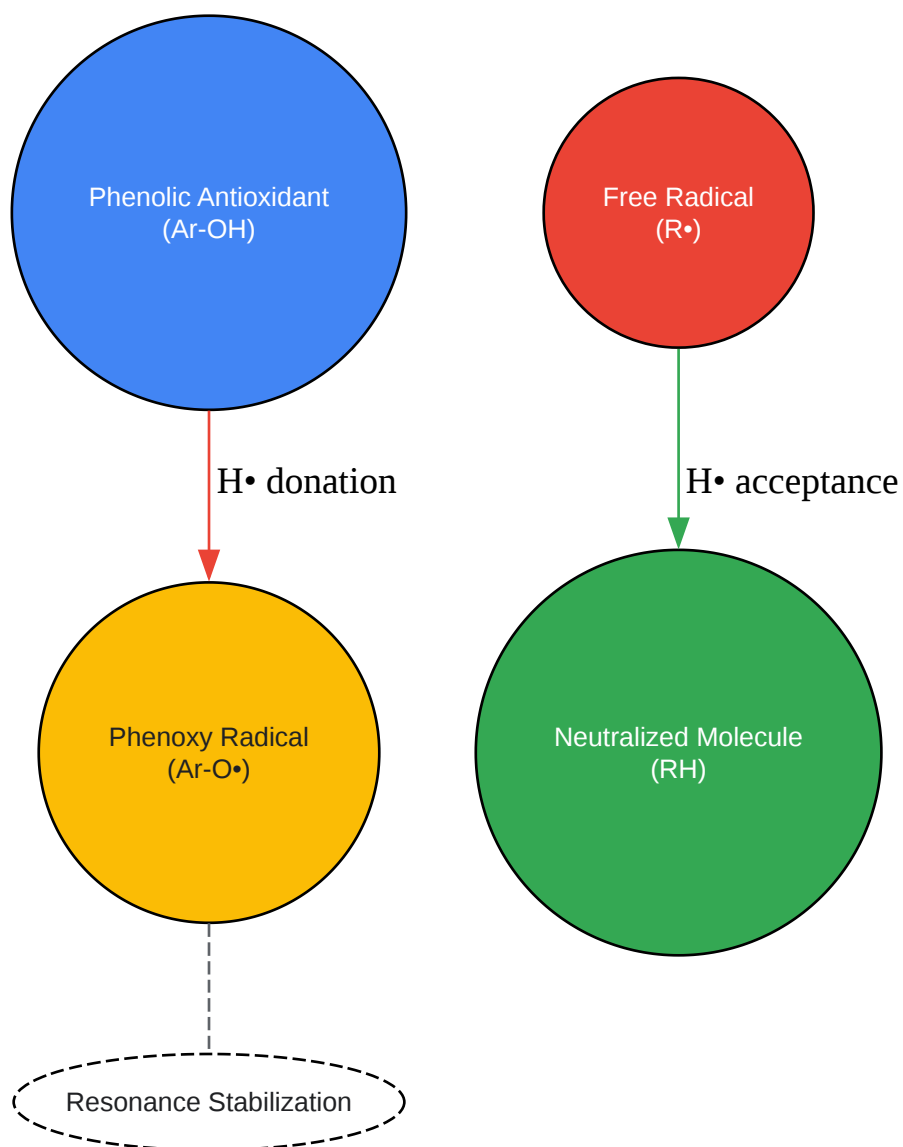 Phenolic Antioxidant
(Ar-OH)
Free Radical
(R•)
H• donation
H• acceptance
Phenoxy Radical
(Ar-O•)
Neutralized Molecule
(RH)
Resonance Stabilization